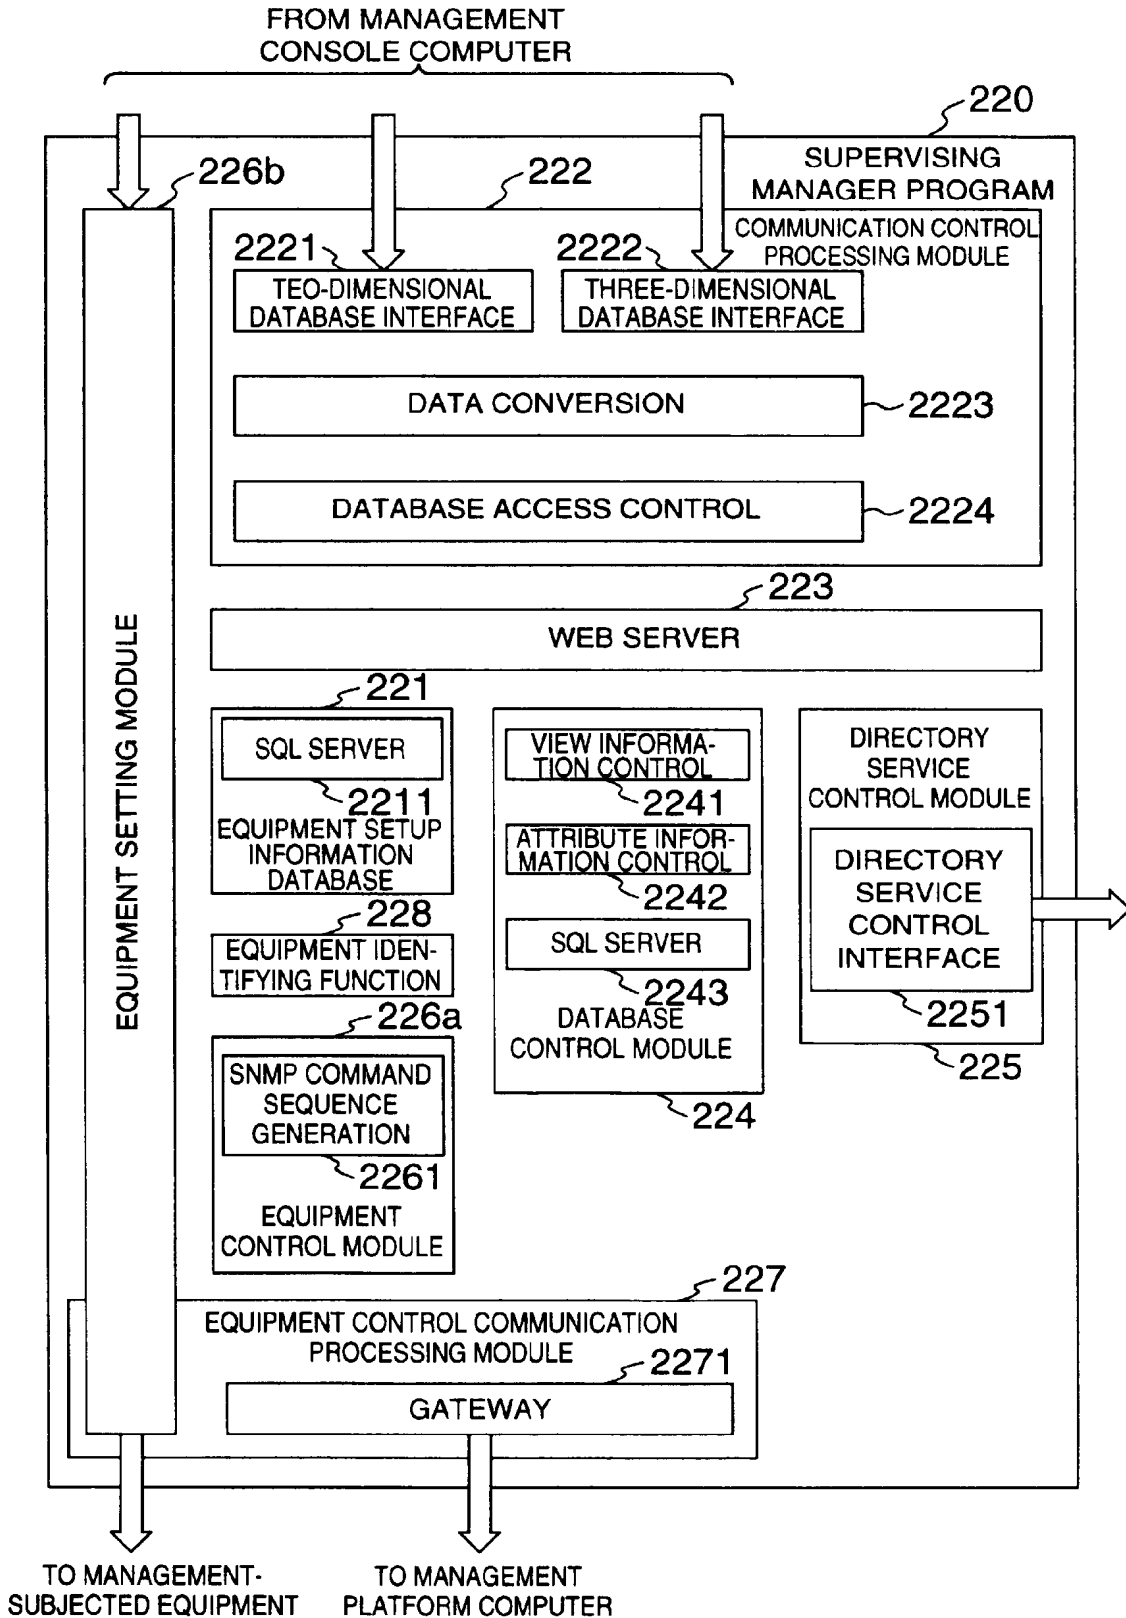 FROM MANAGEMENT
CONSOLE COMPUTER
220
SUPERVISING
MANAGER PROGRAM
226b
222
COMMUNICATION CONTROL
PROCESSING MODULE
2221
2222
TEO-DIMENSIONAL
DATABASE INTERFACE
THREE-DIMENSIONAL
DATABASE INTERFACE
DATA CONVERSION
2223
DATABASE ACCESS CONTROL
2224
223
WEB SERVER
EQUIPMENT SETTING MODULE
221
SQL SERVER
2211
EQUIPMENT SETUP
INFORMATION
DATABASE
228
EQUIPMENT IDEN-
TIFYING FUNCTION
226a
SNMP COMMAND
SEQUENCE
GENERATION
2261
EQUIPMENT
CONTROL MODULE
VIEW INFORMA-
TION CONTROL
2241
ATTRIBUTE INFOR-
MATION CONTROL
2242
SQL SERVER
2243
DATABASE
CONTROL MODULE
224
DIRECTORY
SERVICE
CONTROL MODULE
DIRECTORY
SERVICE
CONTROL
INTERFACE
2251
225
227
EQUIPMENT CONTROL COMMUNICATION
PROCESSING MODULE
2271
GATEWAY
TO MANAGEMENT-
SUBJECTED EQUIPMENT
TO MANAGEMENT
PLATFORM COMPUTER